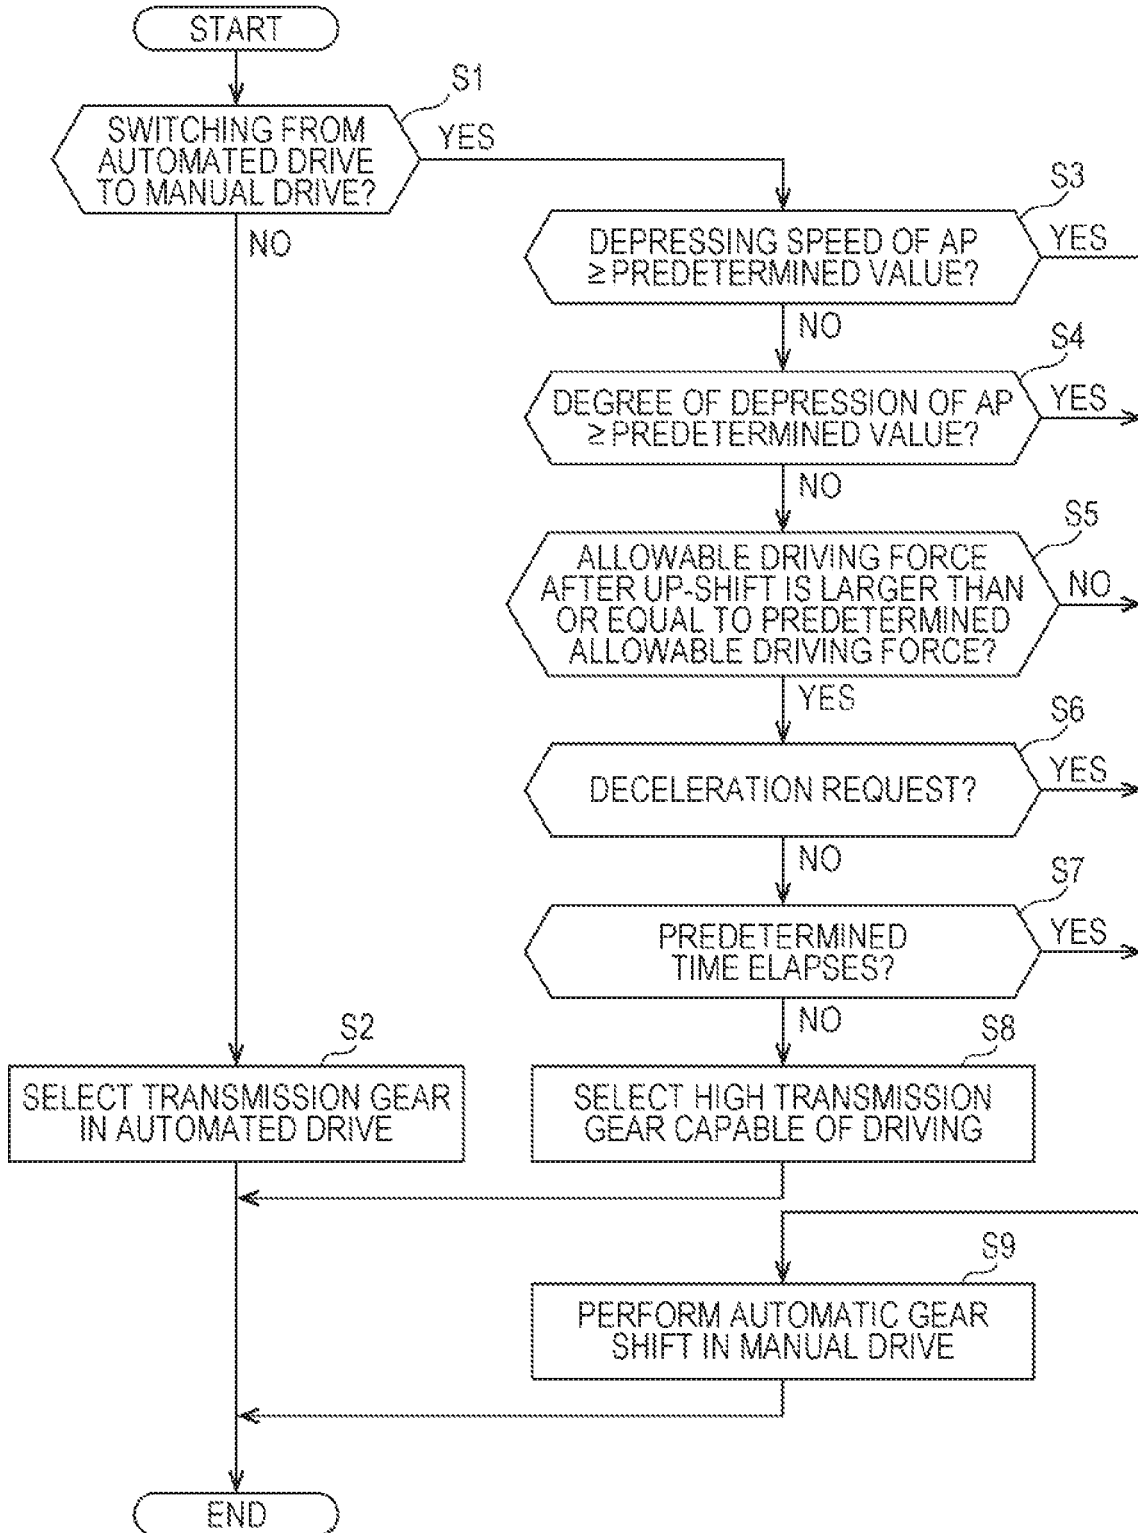 START
S1
SWITCHING FROM
AUTOMATED DRIVE
TO MANUAL DRIVE?
YES
NO
S3
DEPRESSING SPEED OF AP
≥ PREDETERMINED VALUE?
YES
NO
S4
DEGREE OF DEPRESSION OF AP
≥ PREDETERMINED VALUE?
YES
NO
S5
ALLOWABLE DRIVING FORCE
AFTER UP-SHIFT IS LARGER THAN
OR EQUAL TO PREDETERMINED
ALLOWABLE DRIVING FORCE?
NO
YES
S6
DECELERATION REQUEST?
YES
NO
S7
PREDETERMINED
TIME ELAPSES?
YES
NO
S2
SELECT TRANSMISSION GEAR
IN AUTOMATED DRIVE
S8
SELECT HIGH TRANSMISSION
GEAR CAPABLE OF DRIVING
S9
PERFORM AUTOMATIC GEAR
SHIFT IN MANUAL DRIVE
END